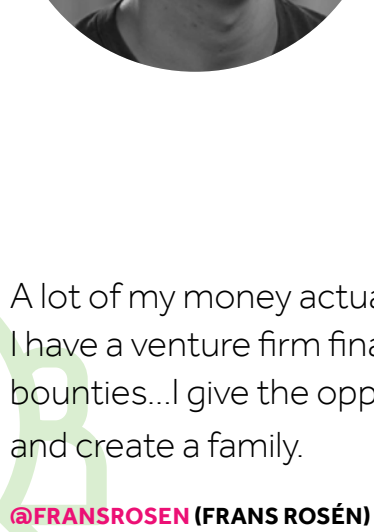 A lot of my money actua
I have a venture firm fina
bounties...I give the opp
and create a family.
@FRANSROSEN (FRANS ROSÉN)